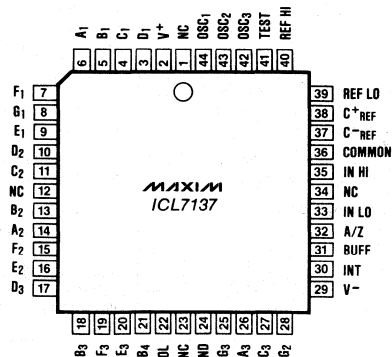 A1 B1 C1 D1 V+ NC OSC1 OSC2 OSC3 TEST REF HI
6 5 4 3 2 1 44 43 42 41 40
F1 7
G1 8
E1 9
D2 10
C2 11
NC 12
B2 13
A2 14
F2 15
E2 16
D3 17
MAXIM
ICL7137
39 REF LO
38 C+REF
37 C-REF
36 COMMON
35 IN HI
34 NC
33 IN LO
32 A/Z
31 BUFF
30 INT
29 V-
18 19 20 21 22 23 24 25 26 27 28
B3 F3 E3 B4 OL NC ND G3 A3 C3 G2